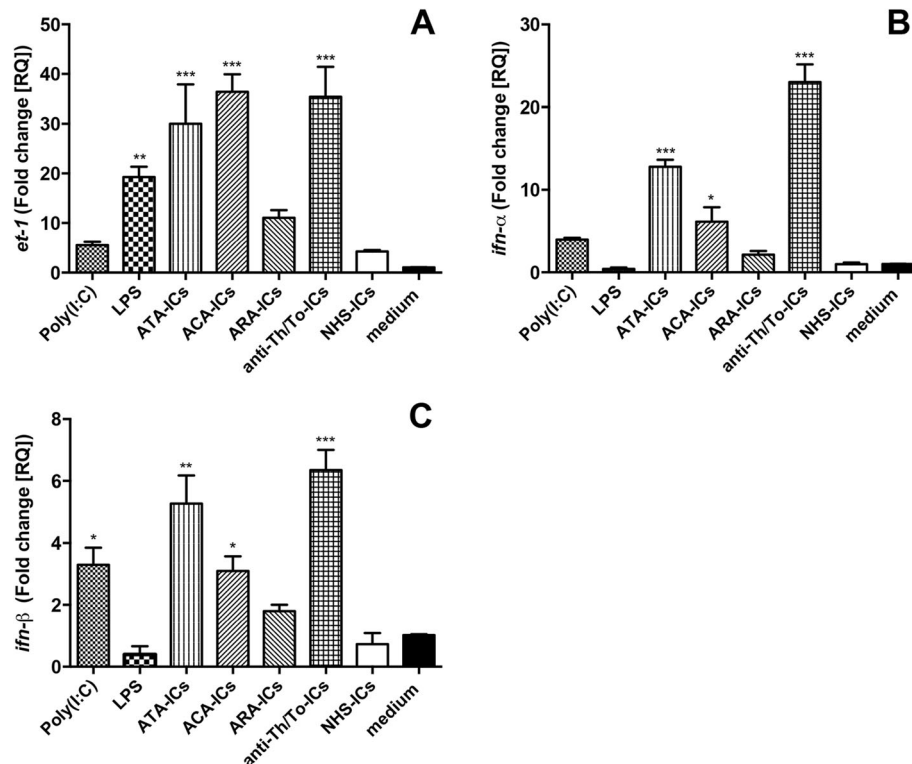 A
et-1 (Fold change [RQ])
50
40
30
20
10
0
**
***
***
***
Poly(I:C)
LPS
ATA-ICs
ACA-ICs
ARA-ICs
anti-Th/To-ICs
NHS-ICs
medium
B
ifn-α (Fold change [RQ])
30
20
10
0
***
*
***
Poly(I:C)
LPS
ATA-ICs
ACA-ICs
ARA-ICs
anti-Th/To-ICs
NHS-ICs
medium
C
ifn-β (Fold change [RQ])
8
6
4
2
0
*
**
*
***
Poly(I:C)
LPS
ATA-ICs
ACA-ICs
ARA-ICs
anti-Th/To-ICs
NHS-ICs
medium